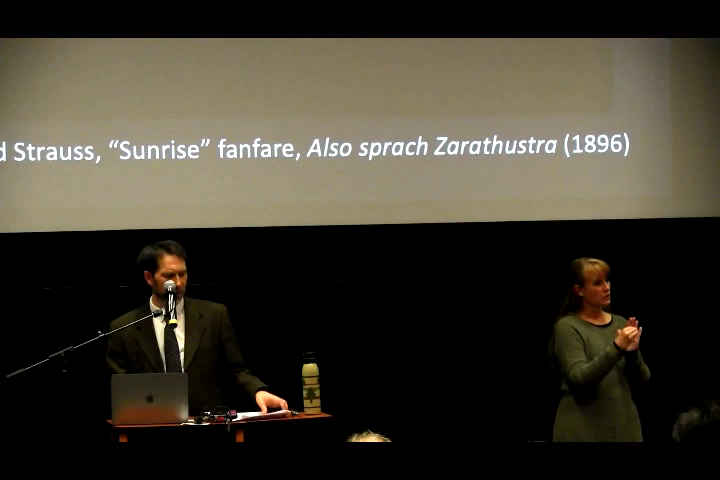 d Strauss, “Sunrise” fanfare, Also sprach Zarathustra (1896)